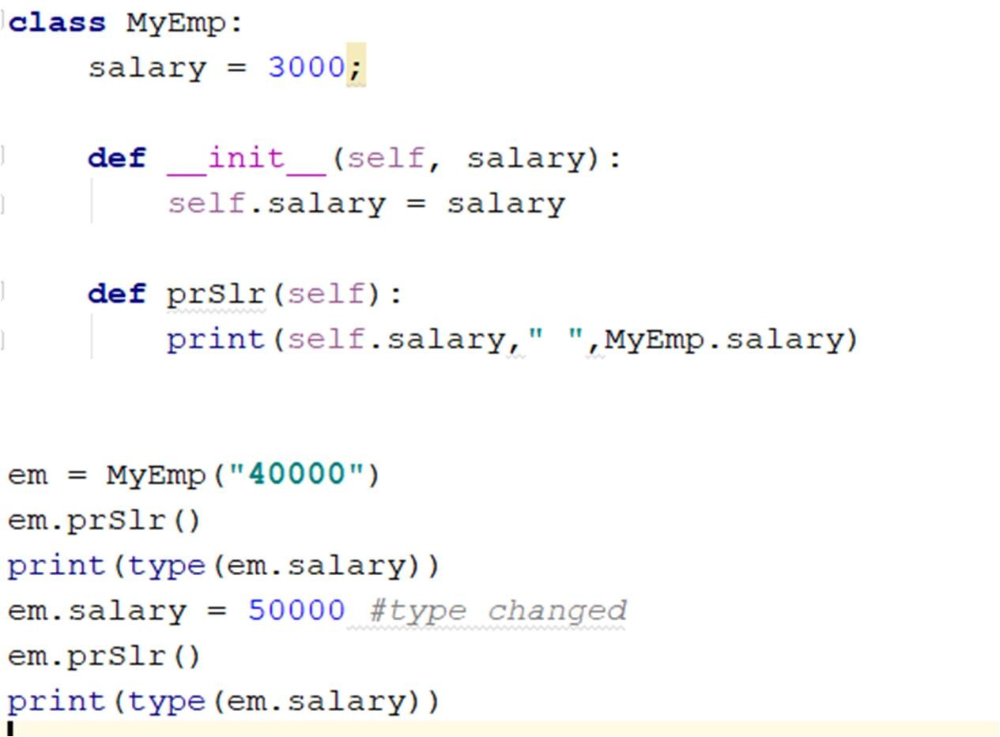 class MyEmp:
    salary = 3000;
    def __init__(self, salary):
        self.salary = salary
    def prSlr(self):
        print(self.salary," ",MyEmp.salary)
em = MyEmp("40000")
em.prSlr()
print(type(em.salary))
em.salary = 50000 #type changed
em.prSlr()
print(type(em.salary))